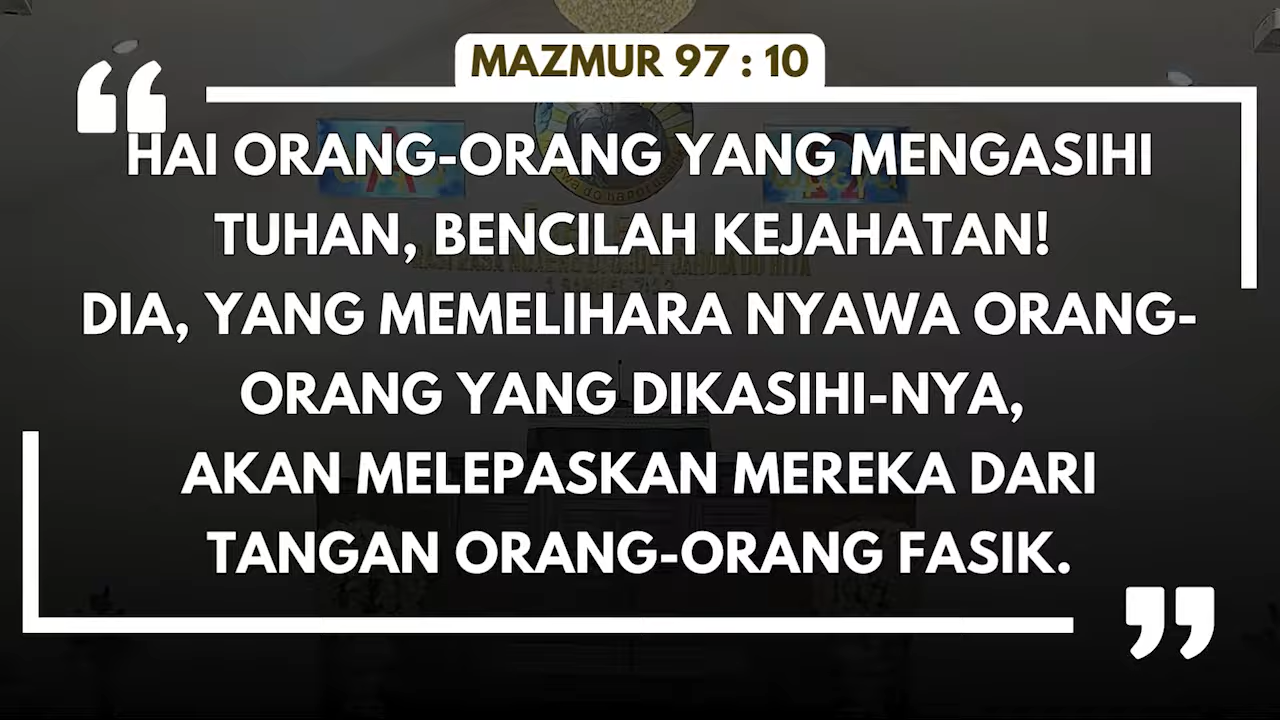 MAZMUR 97 : 10
HAI ORANG-ORANG YANG MENGASIHI
TUHAN, BENCILAH KEJAHATAN!
DIA, YANG MEMELIHARA NYAWA ORANG-
ORANG YANG DIKASIHI-NYA,
AKAN MELEPASKAN MEREKA DARI
TANGAN ORANG-ORANG FASIK.